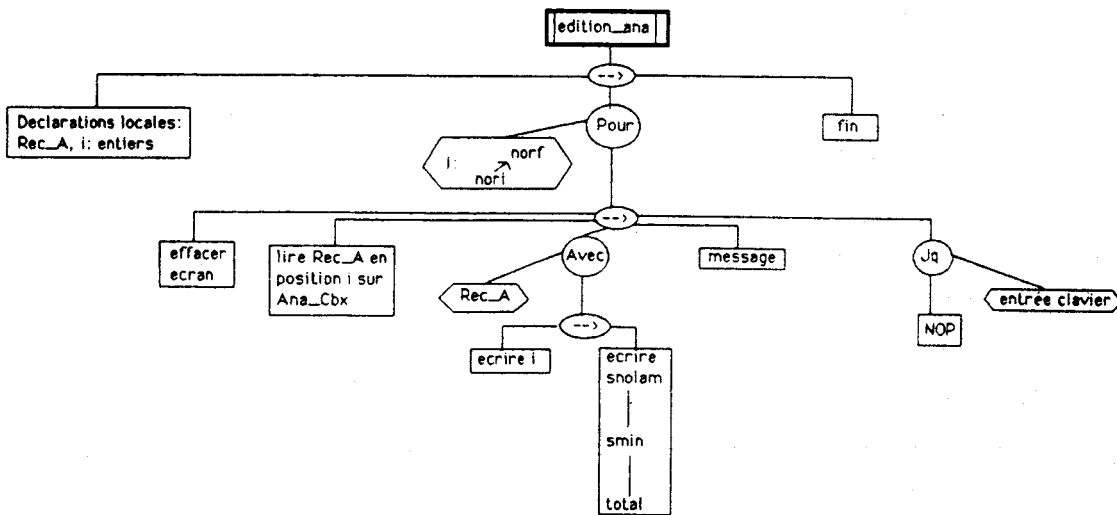 edition_ana
-->
Declarations locales:
Rec_A, i: entiers
Pour
fin
i: norf
nori
-->
effacer
ecran
lire Rec_A en
position i sur
Ana_Cbx
Avec
message
Jq
Rec_A
entrée clavier
-->
NOP
ecrire i
ecrire
snolam
smin
total